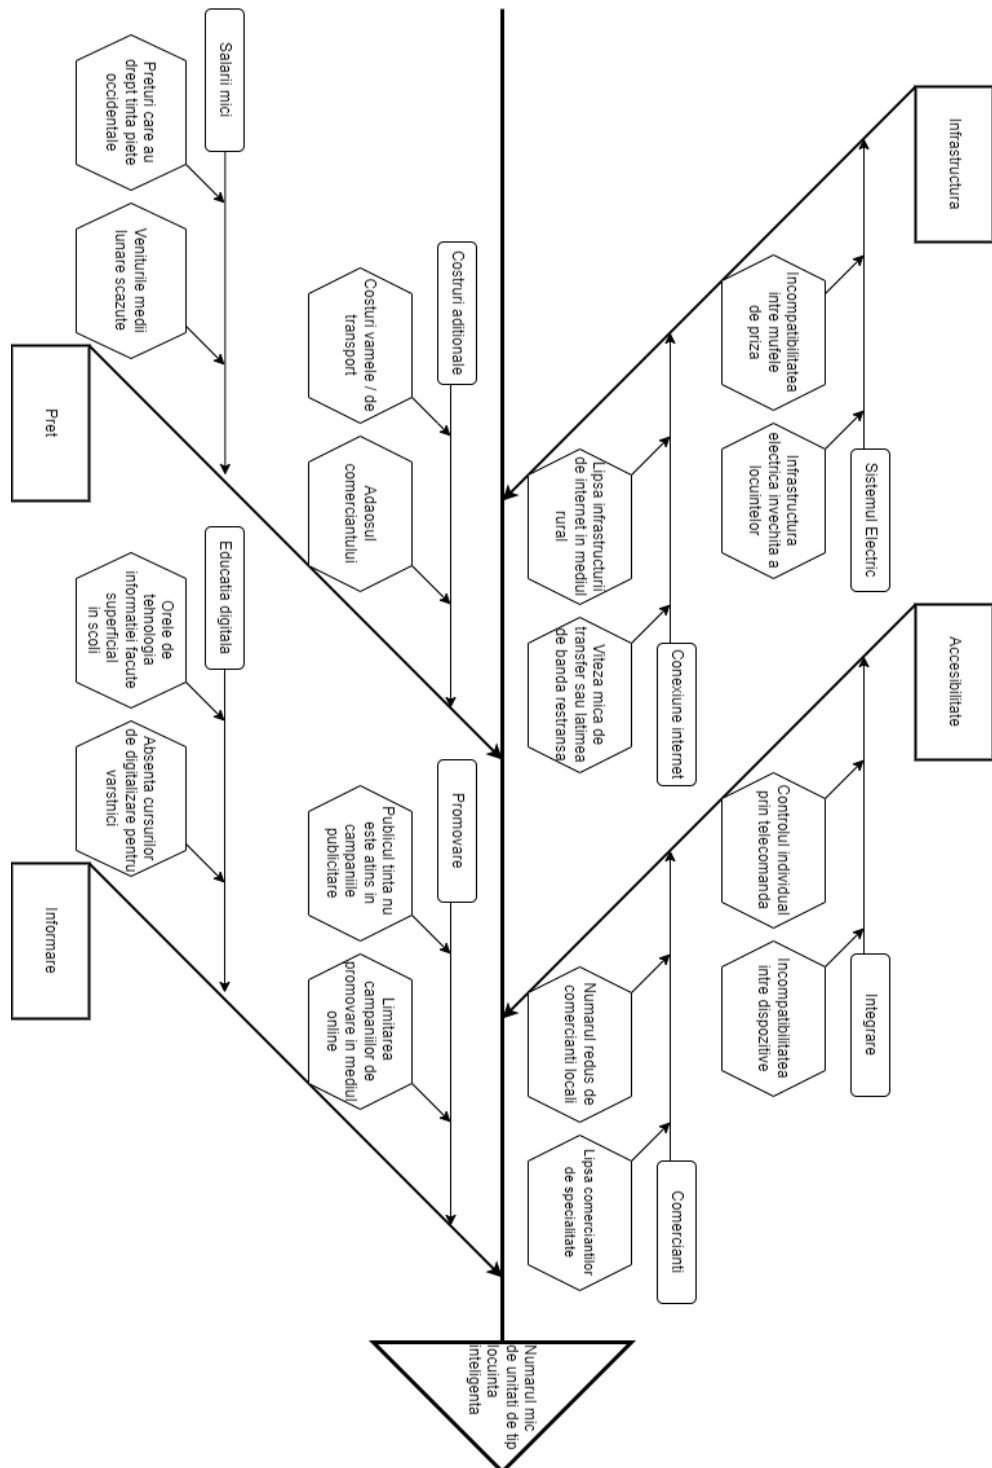 Infrastructura
Sistemul Electric
Incompatibilitatea
intre mufele
de priza
Infrastructura
electrica invechita a
locuintelor
Conexiune internet
Lipsa infrastructurii
de internet in mediul
rural
Viteza mica de
transfer sau latimea
de banda restransa
Accesibilitate
Integrare
Controlul individual
prin telecomanda
Incompatibilitatea
intre dispozitive
Comercianti
Numarul redus de
comercianti locali
Lipsa comerciantilor
de specialitate
Numarul mic
de unitati de tip
locuinta
inteligenta
Costruri aditionale
Costuri vamele / de
transport
Adaosul
comerciantului
Salarii mici
Preturi care au
drept tinta piete
occidentale
Veniturile medii
lunare scazute
Pret
Promovare
Publicul tinta nu
este atins in
campaniile
publicitare
Limitarea
campaniilor de
promovare in mediul
online
Educatia digitala
Orele de
tehnologia
informatiei facute
superficial
in scoli
Absenta cursurilor
de digitalizare pentru
varstnici
Informare